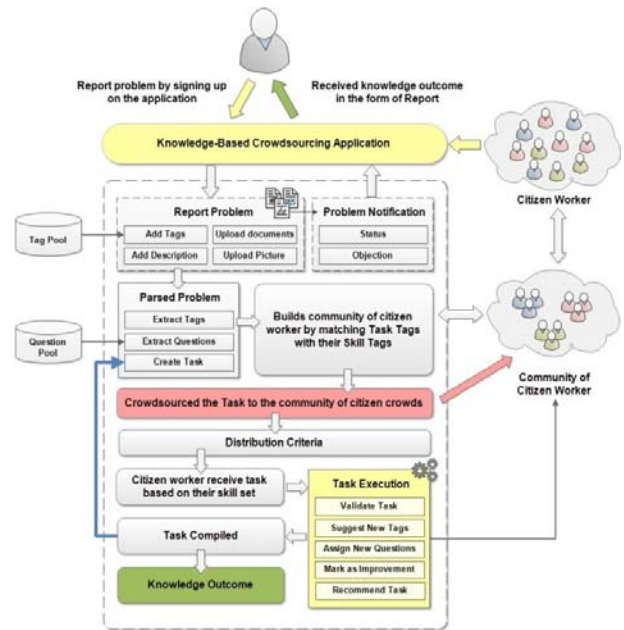 Report problem by signing up
on the application
Received knowledge outcome
in the form of Report
Knowledge-Based Crowdsourcing Application
Citizen Worker
Report Problem
Add Tags
Upload documents
Add Description
Upload Picture
Problem Notification
Status
Objection
Tag Pool
Parsed Problem
Extract Tags
Extract Questions
Create Task
Question
Pool
Builds community of citizen
worker by matching Task Tags
with their Skill Tags
Community of
Citizen Worker
Crowdsourced the Task to the community of citizen crowds
Distribution Criteria
Citizen worker receive task
based on their skill set
Task Execution
Validate Task
Suggest New Tags
Assign New Questions
Mark as Improvement
Recommend Task
Task Compiled
Knowledge Outcome